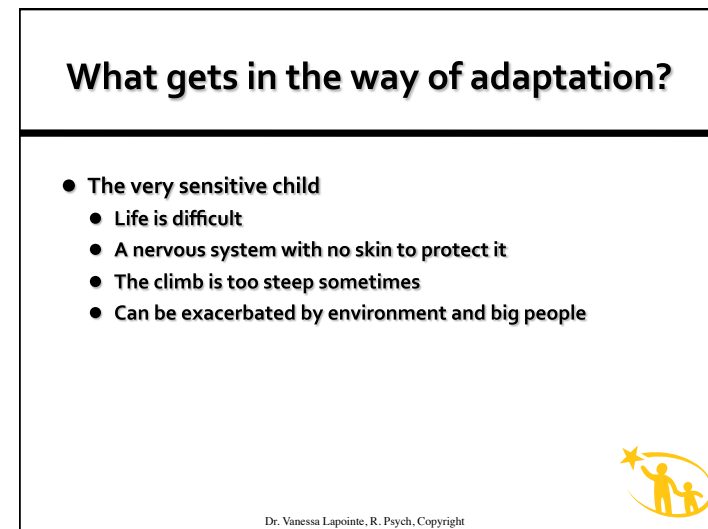 What gets in the way of adaptation?
● The very sensitive child
● Life is difficult
● A nervous system with no skin to protect it
● The climb is too steep sometimes
● Can be exacerbated by environment and big people
Dr. Vanessa Lapointe, R. Psych, Copyright